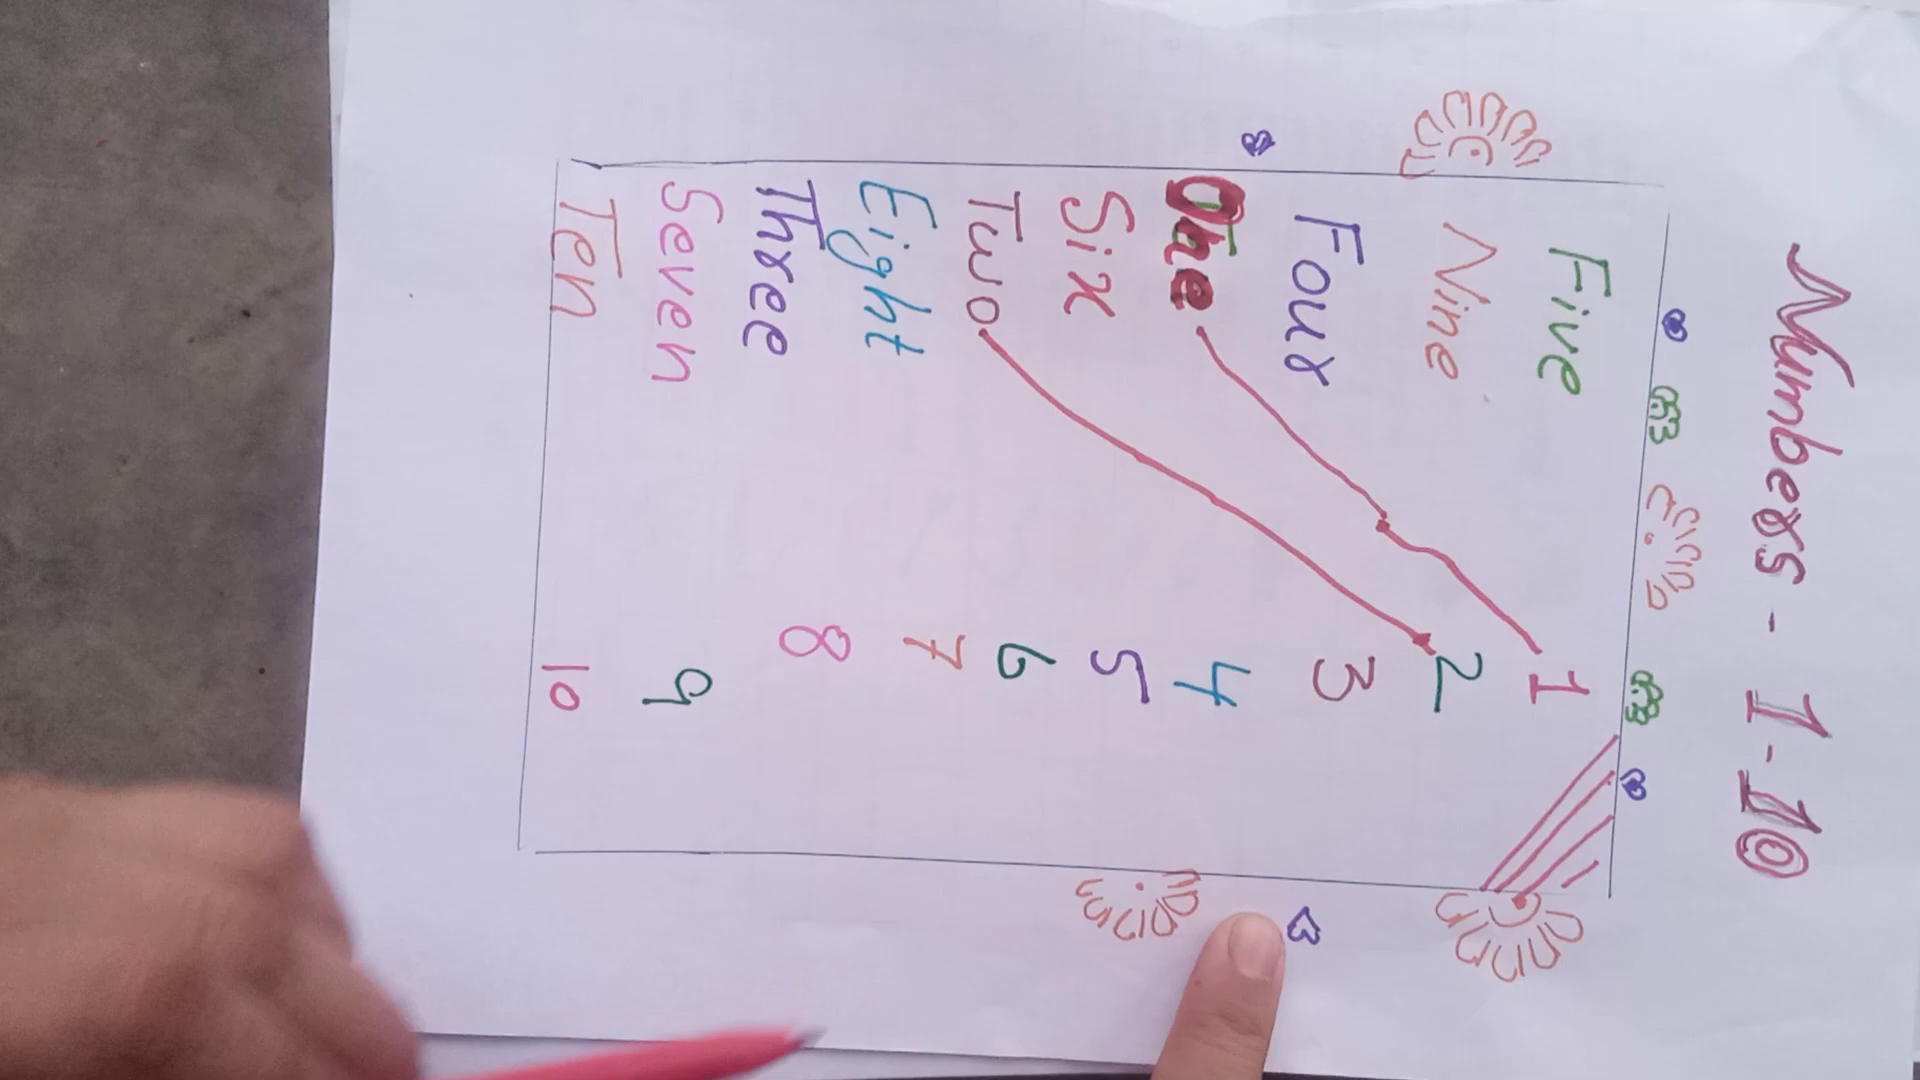 Numbers - 1-10
Five 1
Nine 2
Four 3
One 4
Six 5
Two 6
Eight 7
Three 8
Seven 9
Ten 10